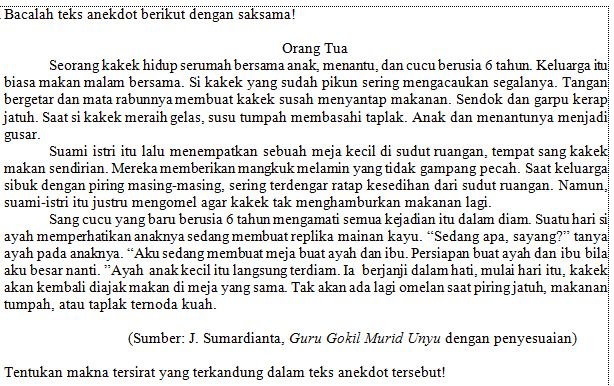 Bacalah teks anekdot berikut dengan saksama!
Orang Tua
Seorang kakek hidup serumah bersama anak, menantu, dan cucu berusia 6 tahun. Keluarga itu
biasa makan malam bersama. Si kakek yang sudah pikun sering mengacaukan segalanya. Tangan
bergetar dan mata rabunnya membuat kakek susah menyantap makanan. Sendok dan garpu kerap
jatuh. Saat si kakek meraih gelas, susu tumpah membasahi taplak. Anak dan menantunya menjadi
gusar.
Suami istri itu lalu menempatkan sebuah meja kecil di sudut ruangan, tempat sang kakek
makan sendirian. Mereka memberikan mangkuk melamin yang tidak gampang pecah. Saat keluarga
sibuk dengan piring masing-masing, sering terdengar ratap kesedihan dari sudut ruangan. Namun,
suami-istri itu justru mengomel agar kakek tak menghamburkan makanan lagi.
Sang cucu yang baru berusia 6 tahun mengamati semua kejadian itu dalam diam. Suatu hari si
ayah memperhatikan anaknya sedang membuat replika mainan kayu. “Sedang apa, sayang?” tanya
ayah pada anaknya. “Aku sedang membuat meja buat ayah dan ibu. Persiapan buat ayah dan ibu bila
aku besar nanti. ”Ayah anak kecil itu langsung terdiam. Ia berjanji dalam hati, mulai hari itu, kakek
akan kembali diajak makan di meja yang sama. Tak akan ada lagi omelan saat piring jatuh, makanan
tumpah, atau taplak ternoda kuah.
(Sumber: J. Sumardianta, Guru Gokil Murid Unyu dengan penyesuaian)
Tentukan makna tersirat yang terkandung dalam teks anekdot tersebut!